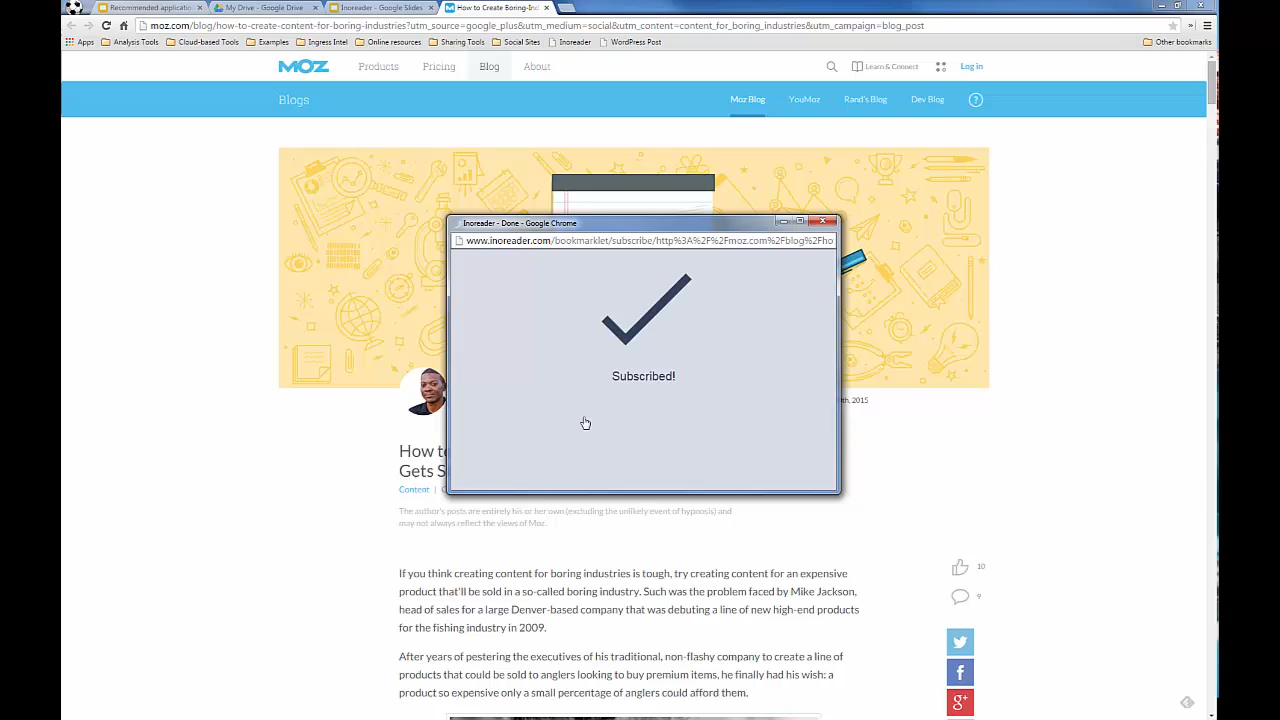 Recommended application
My Drive - Google Drive
Inoreader - Google Slides
How to Create Boring-Ind
moz.com/blog/how-to-create-content-for-boring-industries?utm_source=google_plus&utm_medium=social&utm_content=content_for_boring_industries&utm_campaign=blog_post
Apps
Analysis Tools
Cloud-based Tools
Examples
Ingress Intel
Online resources
Sharing Tools
Social Sites
Inoreader
WordPress Post
Other bookmarks
MOZ
Products
Pricing
Blog
About
Learn & Connect
Log in
Blogs
Moz Blog
YouMoz
Rand's Blog
Dev Blog
?
Inoreader - Done - Google Chrome
www.inoreader.com/bookmarklet/subscribe/http%3A%2F%2Fmoz.com%2Fblog%2Fho
Subscribed!
th, 2015
How to
Gets S
Content |
The author's posts are entirely his or her own (excluding the unlikely event of hypnosis) and
may not always reflect the views of Moz.
If you think creating content for boring industries is tough, try creating content for an expensive
product that'll be sold in a so-called boring industry. Such was the problem faced by Mike Jackson,
head of sales for a large Denver-based company that was debuting a line of new high-end products
for the fishing industry in 2009.
After years of pestering the executives of his traditional, non-flashy company to create a line of
products that could be sold to anglers looking to buy premium items, he finally had his wish: a
product so expensive only a small percentage of anglers could afford them.
10
9